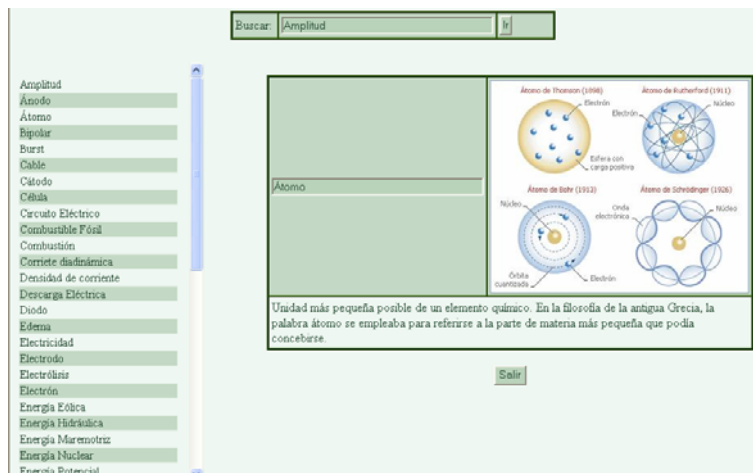 Buscar: Amplitud Ir
Amplitud
Ánodo
Átomo
Bipolar
Burst
Cable
Cátodo
Célula
Circuito Eléctrico
Combustible Fósil
Combustión
Corriete diadinámica
Densidad de corriente
Descarga Eléctrica
Diodo
Edema
Electricidad
Electrodo
Electrólisis
Electrón
Energía Eólica
Energía Hidráulica
Energía Maremotriz
Energía Nuclear
Energía Potencial
Átomo
Átomo de Thomson (1898)
Electrón
Esfera con
carga positiva
Átomo de Rutherford (1911)
Núcleo
Electrón
Átomo de Bohr (1913)
Núcleo
Órbita
cuantizada
Electrón
Átomo de Schrödinger (1926)
Onda
electrónica
Núcleo
Unidad más pequeña posible de un elemento químico. En la filosofía de la antigua Grecia, la
palabra átomo se empleaba para referirse a la parte de materia más pequeña que podía
concebirse.
Salir